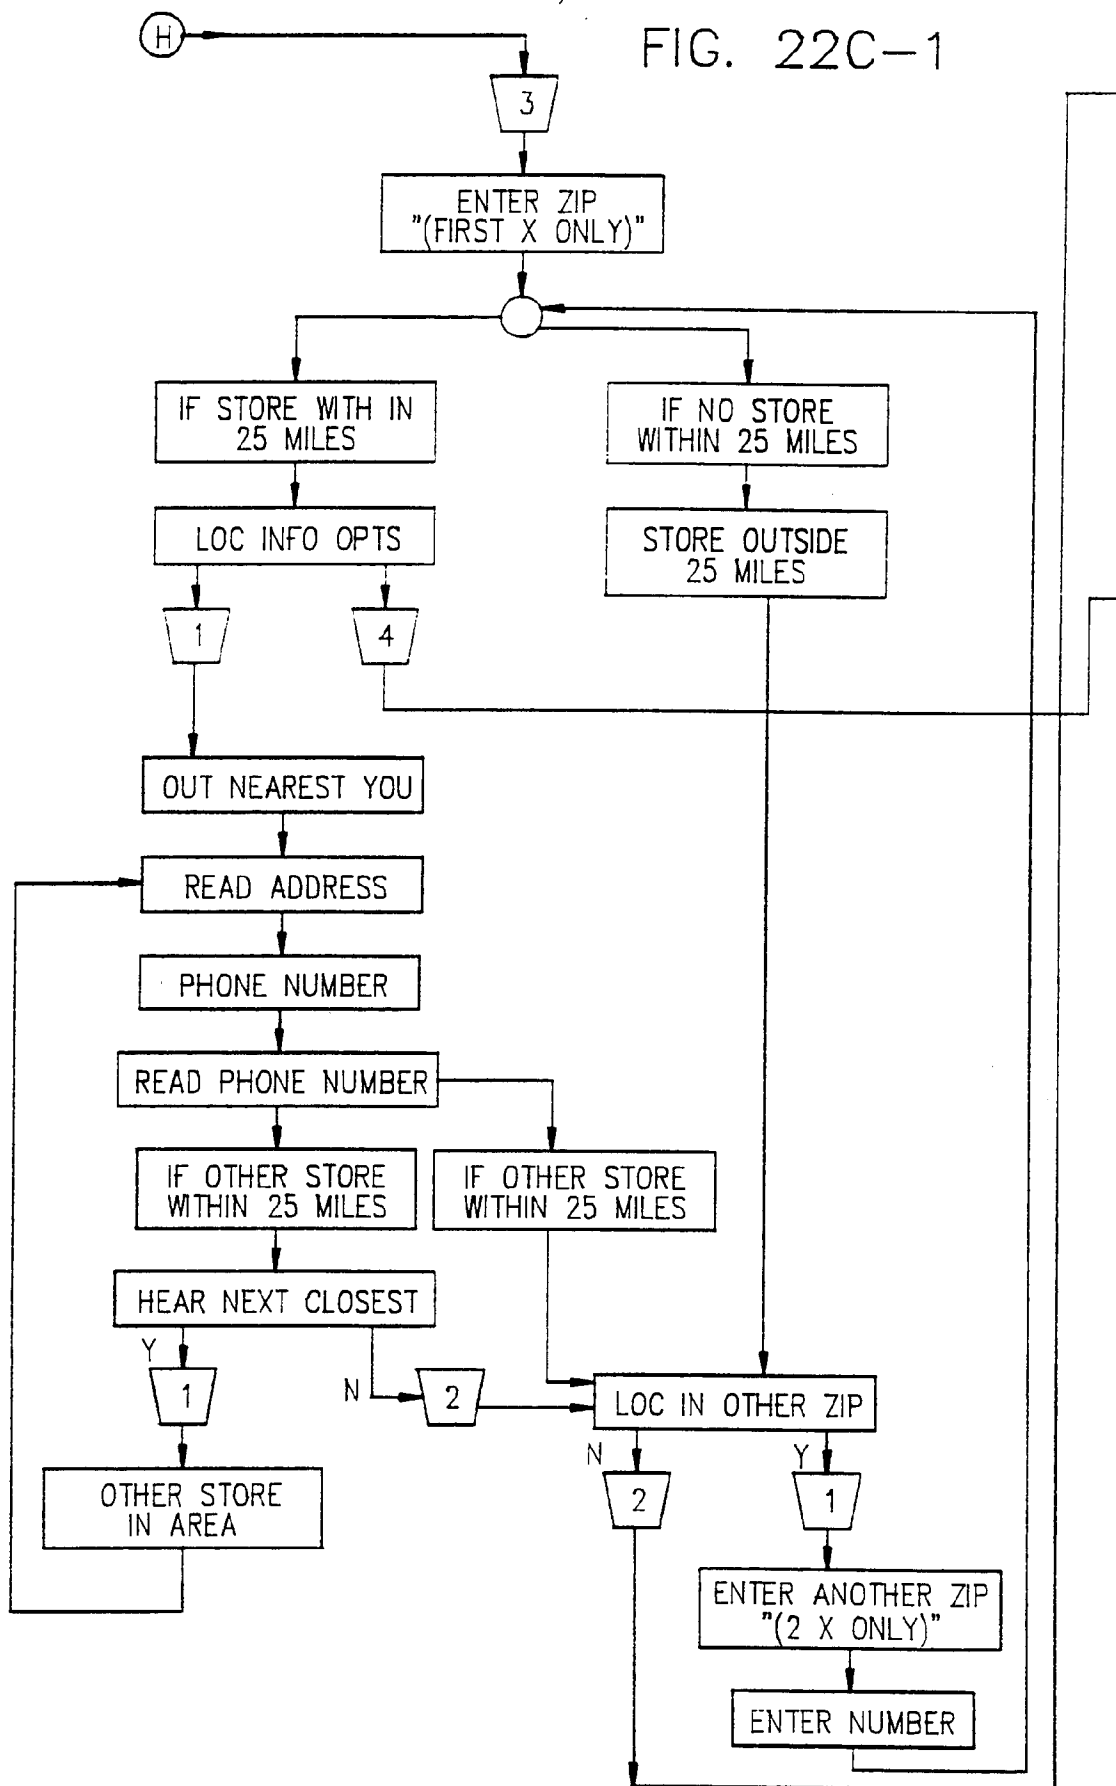 H
FIG. 22C-1
3
ENTER ZIP
"(FIRST X ONLY)"
IF STORE WITH IN
25 MILES
IF NO STORE
WITHIN 25 MILES
LOC INFO OPTS
STORE OUTSIDE
25 MILES
1
4
OUT NEAREST YOU
READ ADDRESS
PHONE NUMBER
READ PHONE NUMBER
IF OTHER STORE
WITHIN 25 MILES
IF OTHER STORE
WITHIN 25 MILES
HEAR NEXT CLOSEST
Y
1
N
2
LOC IN OTHER ZIP
N
2
Y
1
OTHER STORE
IN AREA
ENTER ANOTHER ZIP
"(2 X ONLY)"
ENTER NUMBER